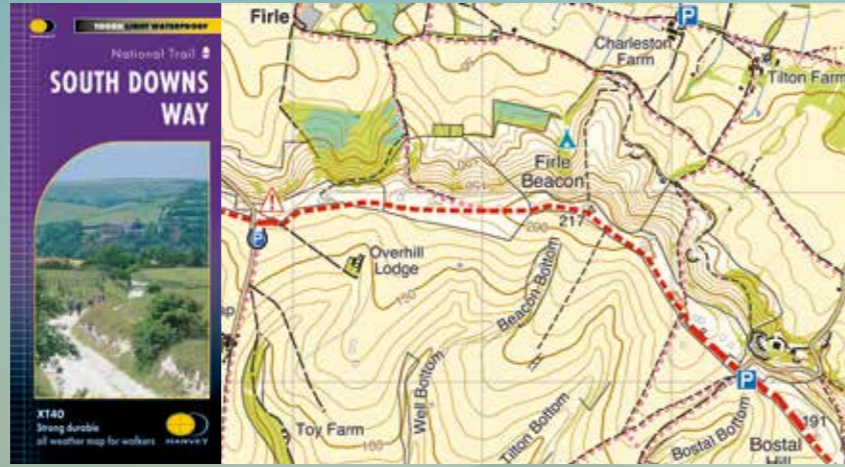 TOUGH LIGHT WATERPROOF
National Trail
SOUTH DOWNS
WAY
XT40
Strong durable
all weather map for walkers
HARVEY
Firle
P
Charleston
Farm
Tilton Farm
Firle
Beacon
217
200
150
150
Overhill
Lodge
P
Beacon Bottom
Well Bottom
Toy Farm
100
Tilton Bottom
P
Bostal Bottom
191
Bostal
Hill